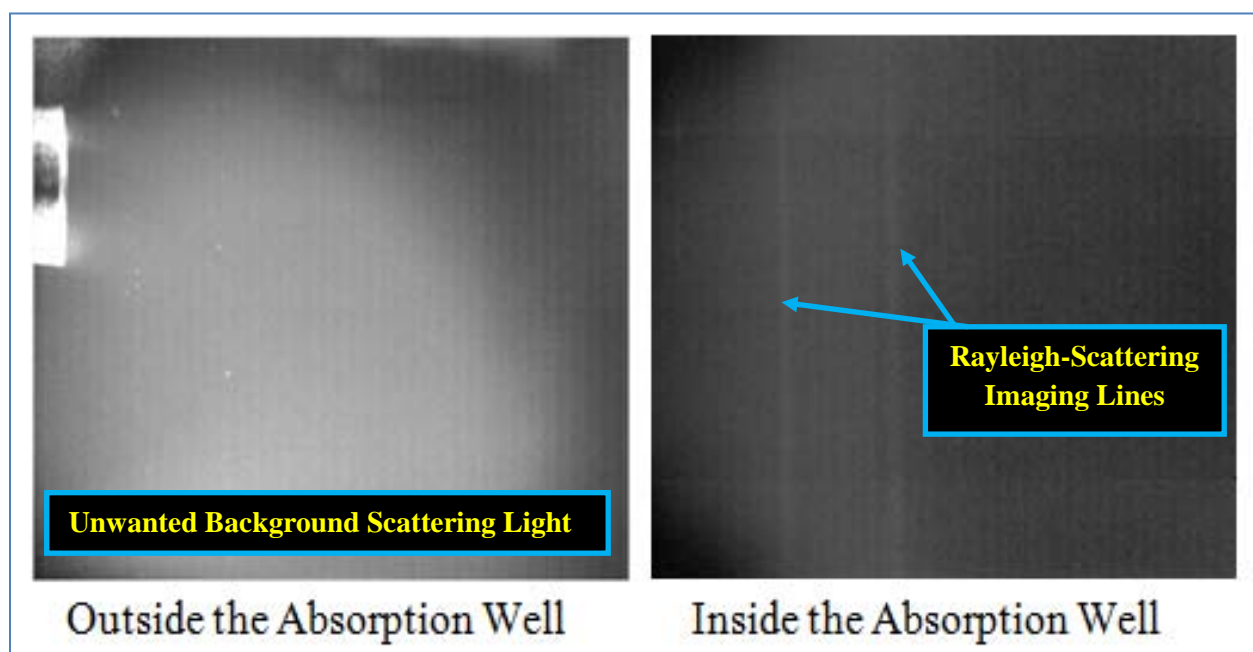 Unwanted Background Scattering Light
Rayleigh-Scattering
Imaging Lines
Outside the Absorption Well
Inside the Absorption Well